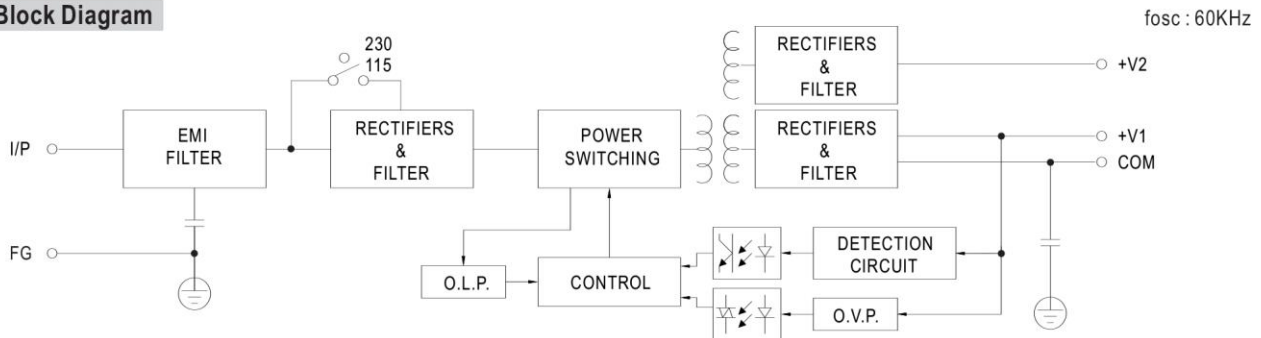 Block Diagram
fosc : 60KHz
230
115
I/P
EMI
FILTER
RECTIFIERS
&
FILTER
POWER
SWITCHING
RECTIFIERS
&
FILTER
+V2
RECTIFIERS
&
FILTER
+V1
COM
FG
O.L.P.
CONTROL
DETECTION
CIRCUIT
O.V.P.